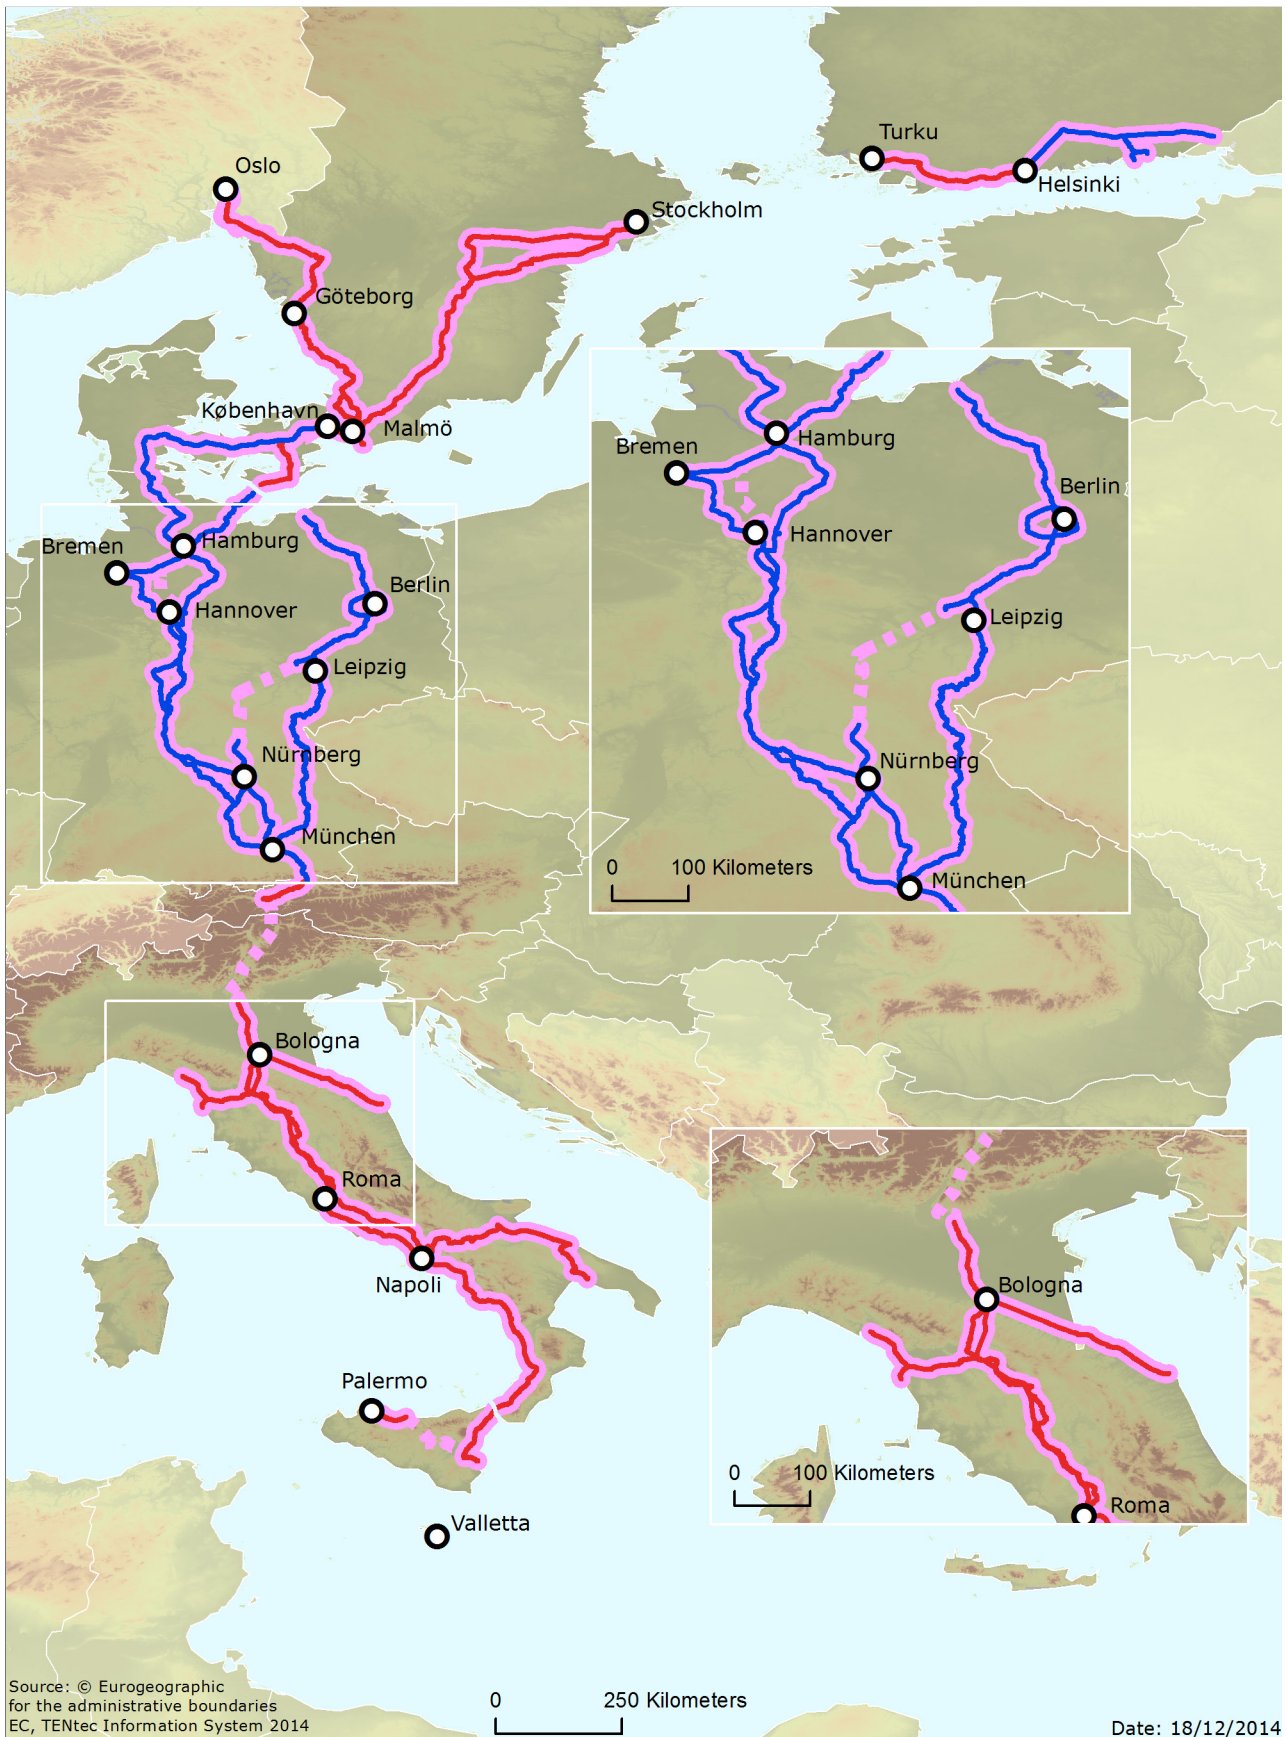 Turku
Oslo
Helsinki
Stockholm
Göteborg
København
Malmö
Hamburg
Bremen
Berlin
Hannover
Leipzig
Nürnberg
München
Hamburg
Bremen
Berlin
Hannover
Leipzig
Nürnberg
0 100 Kilometers
München
Bologna
Roma
Napoli
Palermo
Valletta
Bologna
0 100 Kilometers
Roma
Source: © Eurogeographic
for the administrative boundaries
EC, TENtec Information System 2014
0 250 Kilometers
Date: 18/12/2014